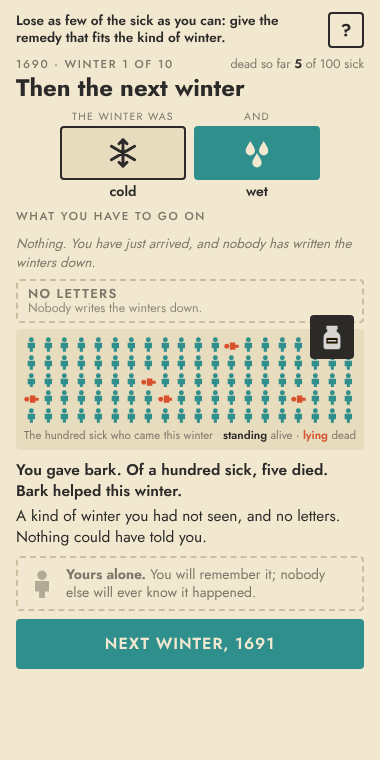 Lose as few of the sick as you can: give the
remedy that fits the kind of winter.
?
1690 · WINTER 1 OF 10
dead so far 5 of 100 sick
Then the next winter
THE WINTER WAS
AND
cold
wet
WHAT YOU HAVE TO GO ON
Nothing. You have just arrived, and nobody has written the
winters down.
NO LETTERS
Nobody writes the winters down.
The hundred sick who came this winter
standing alive · lying dead
You gave bark. Of a hundred sick, five died.
Bark helped this winter.
A kind of winter you had not seen, and no letters.
Nothing could have told you.
Yours alone. You will remember it; nobody
else will ever know it happened.
NEXT WINTER, 1691